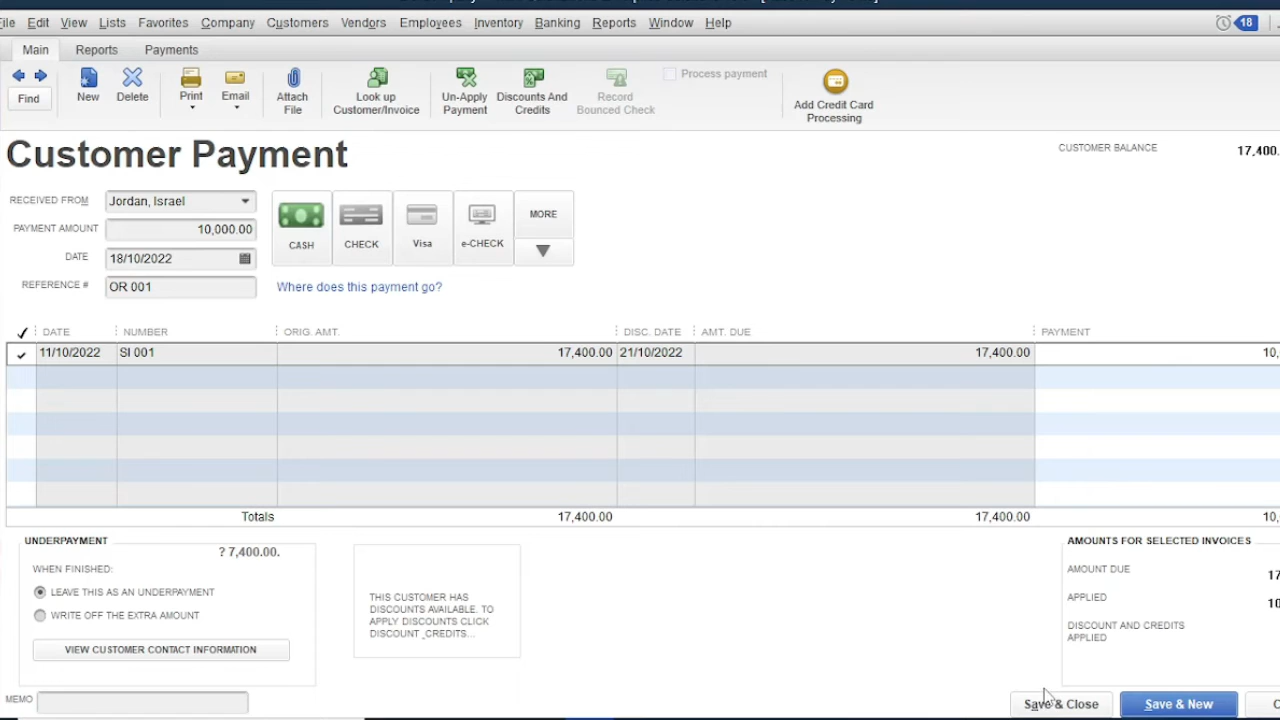 File Edit View Lists Favorites Company Customers Vendors Employees Inventory Banking Reports Window Help 18
Main Reports Payments
Find New Delete Print Email Attach File Look up Customer/Invoice Un-Apply Payment Discounts And Credits Record Bounced Check Process payment Add Credit Card Processing
Customer Payment
CUSTOMER BALANCE 17,400.
RECEIVED FROM Jordan, Israel
PAYMENT AMOUNT 10,000.00
DATE 18/10/2022
REFERENCE # OR 001
CASH CHECK Visa e-CHECK MORE
Where does this payment go?
DATE NUMBER ORIG. AMT. DISC. DATE AMT. DUE PAYMENT
11/10/2022 SI 001 17,400.00 21/10/2022 17,400.00 10,
Totals 17,400.00 17,400.00 10,
UNDERPAYMENT
? 7,400.00.
WHEN FINISHED:
LEAVE THIS AS AN UNDERPAYMENT
WRITE OFF THE EXTRA AMOUNT
VIEW CUSTOMER CONTACT INFORMATION
THIS CUSTOMER HAS
DISCOUNTS AVAILABLE. TO
APPLY DISCOUNTS CLICK
DISCOUNT _CREDITS...
AMOUNTS FOR SELECTED INVOICES
AMOUNT DUE 17
APPLIED 10
DISCOUNT AND CREDITS
APPLIED
MEMO
Save & Close Save & New C